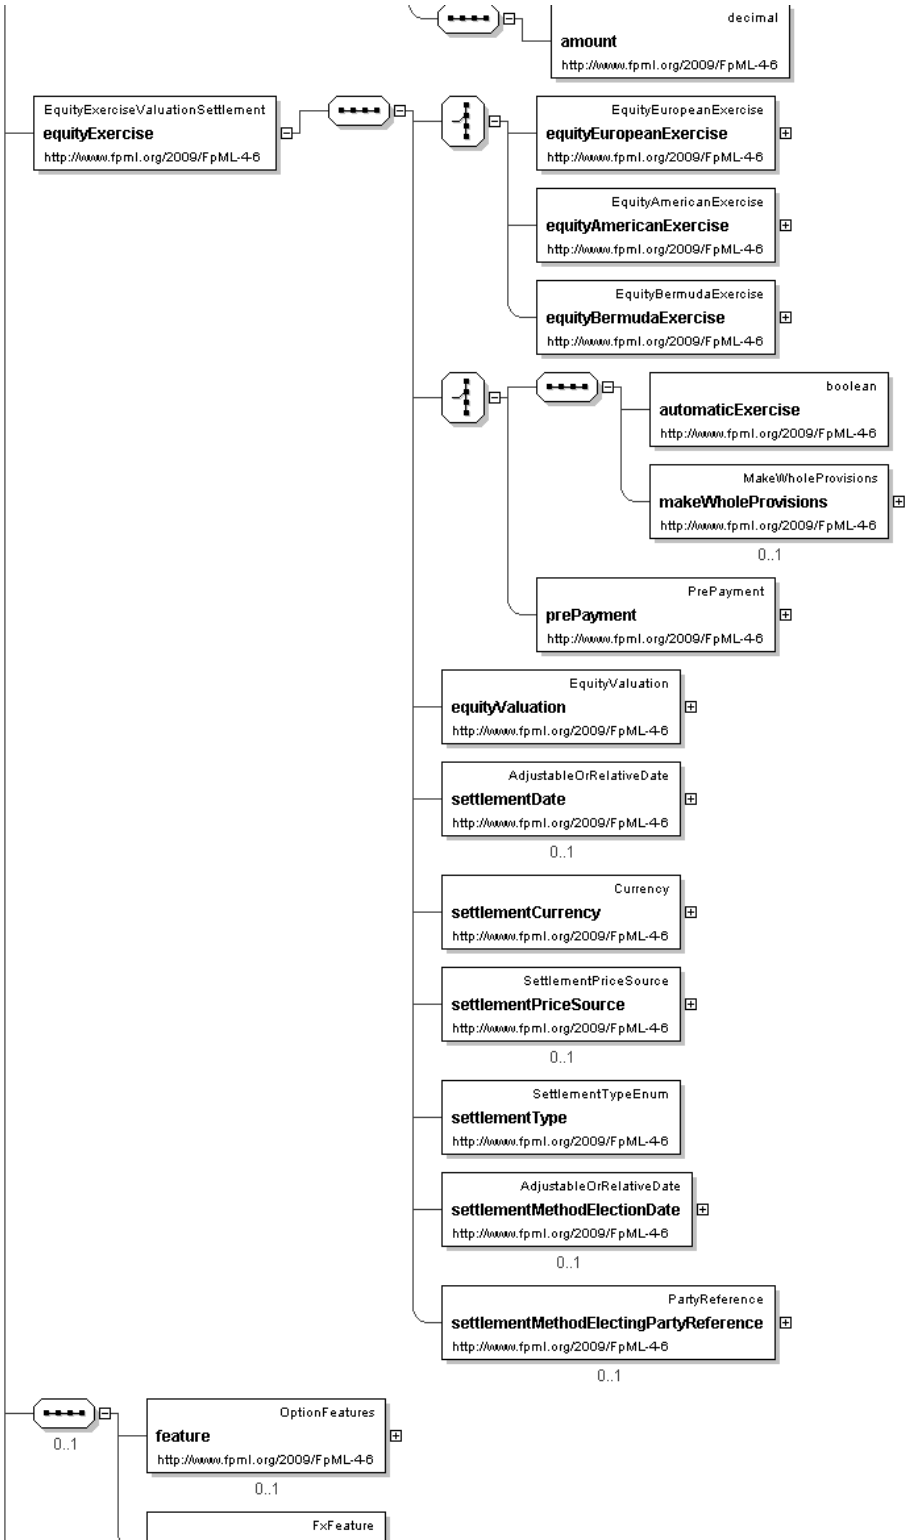 decimal
amount
http://www.fpml.org/2009/FpML-4-6
EquityExerciseValuationSettlement
equityExercise
http://www.fpml.org/2009/FpML-4-6
EquityEuropeanExercise
equityEuropeanExercise
http://www.fpml.org/2009/FpML-4-6
EquityAmericanExercise
equityAmericanExercise
http://www.fpml.org/2009/FpML-4-6
EquityBermudaExercise
equityBermudaExercise
http://www.fpml.org/2009/FpML-4-6
boolean
automaticExercise
http://www.fpml.org/2009/FpML-4-6
MakeWholeProvisions
makeWholeProvisions
http://www.fpml.org/2009/FpML-4-6
0..1
PrePayment
prePayment
http://www.fpml.org/2009/FpML-4-6
EquityValuation
equityValuation
http://www.fpml.org/2009/FpML-4-6
AdjustableOrRelativeDate
settlementDate
http://www.fpml.org/2009/FpML-4-6
0..1
Currency
settlementCurrency
http://www.fpml.org/2009/FpML-4-6
SettlementPriceSource
settlementPriceSource
http://www.fpml.org/2009/FpML-4-6
0..1
SettlementTypeEnum
settlementType
http://www.fpml.org/2009/FpML-4-6
AdjustableOrRelativeDate
settlementMethodElectionDate
http://www.fpml.org/2009/FpML-4-6
0..1
PartyReference
settlementMethodElectingPartyReference
http://www.fpml.org/2009/FpML-4-6
0..1
0..1
OptionFeatures
feature
http://www.fpml.org/2009/FpML-4-6
0..1
FxFeature